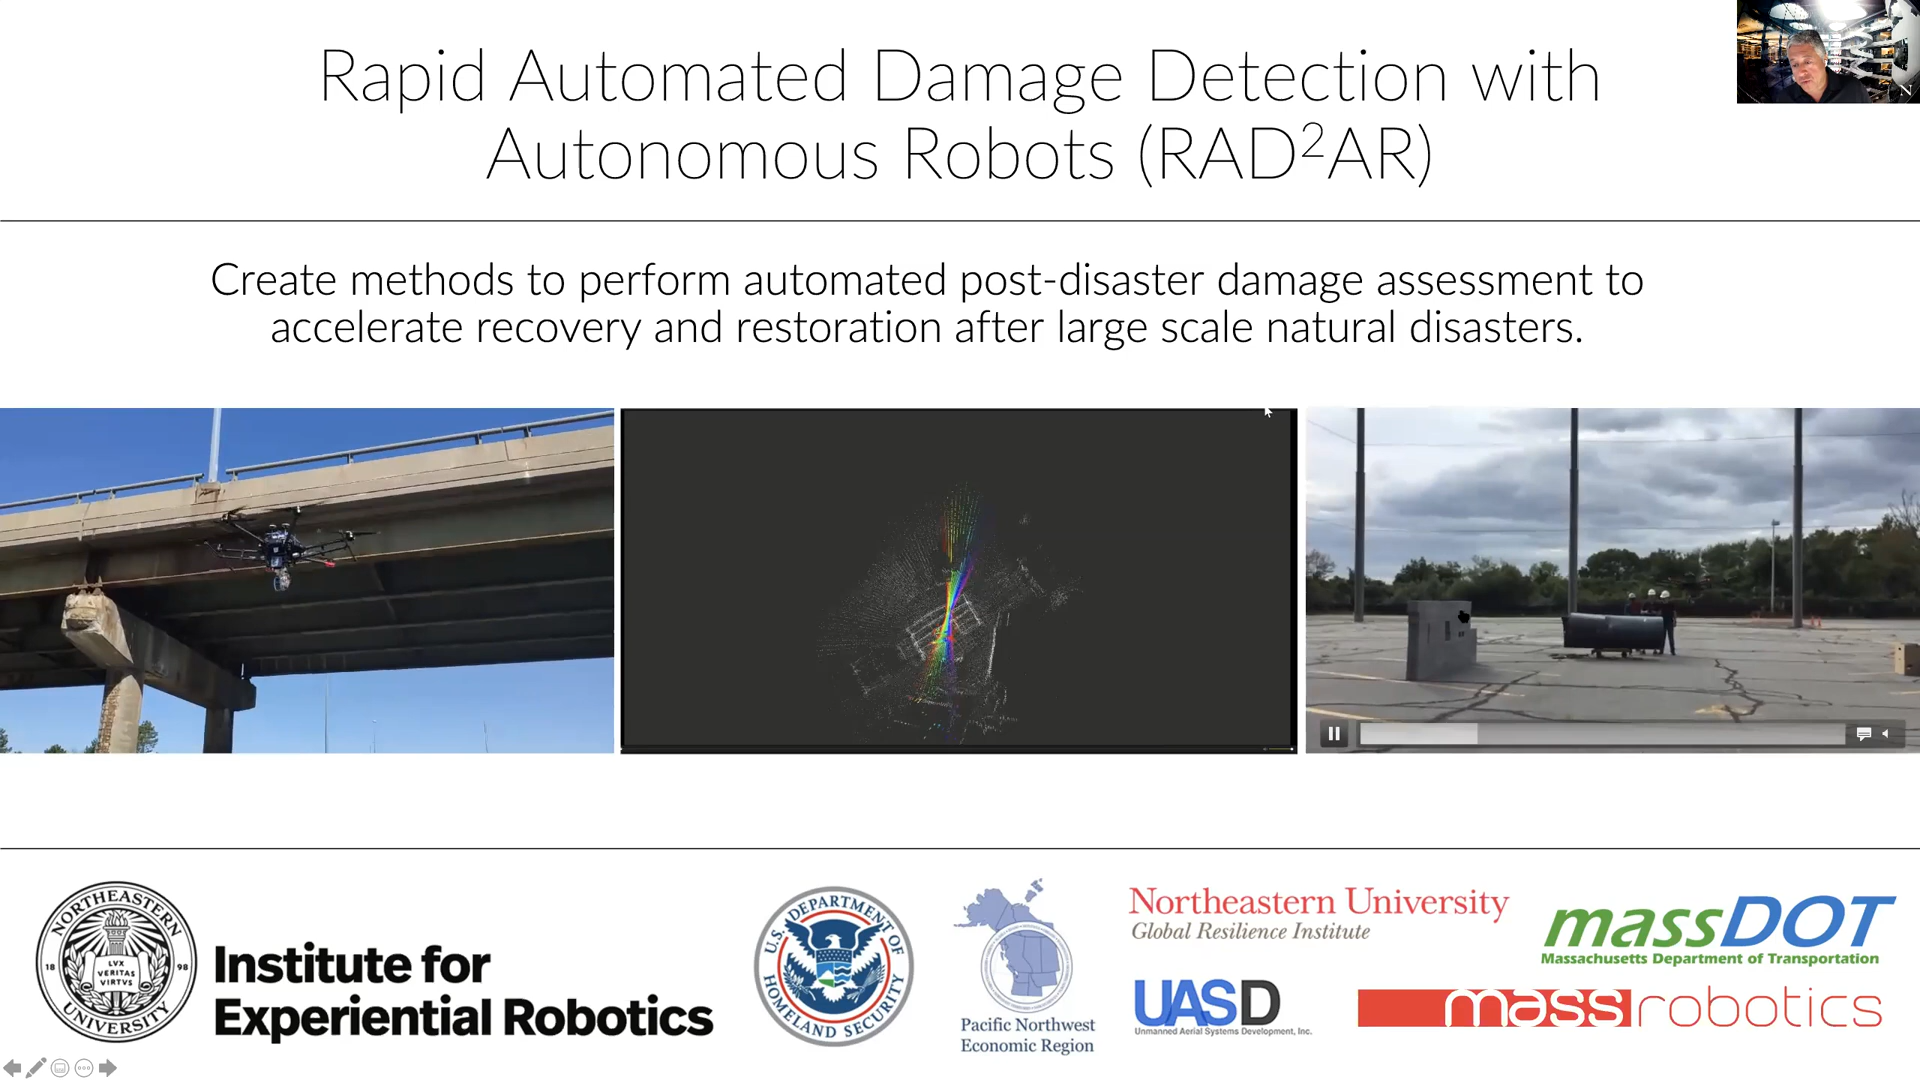 Rapid Automated Damage Detection with
Autonomous Robots (RAD²AR)
N
Create methods to perform automated post-disaster damage assessment to
accelerate recovery and restoration after large scale natural disasters.
NORTHEASTERN
UNIVERSITY
18 98
LVX
VERITAS
VIRTVS
Institute for
Experiential Robotics
U.S. DEPARTMENT OF
HOMELAND SECURITY
Pacific Northwest
Economic Region
Northeastern University
Global Resilience Institute
UASD
Unmanned Aerial Systems Development, Inc.
massDOT
Massachusetts Department of Transportation
massrobotics